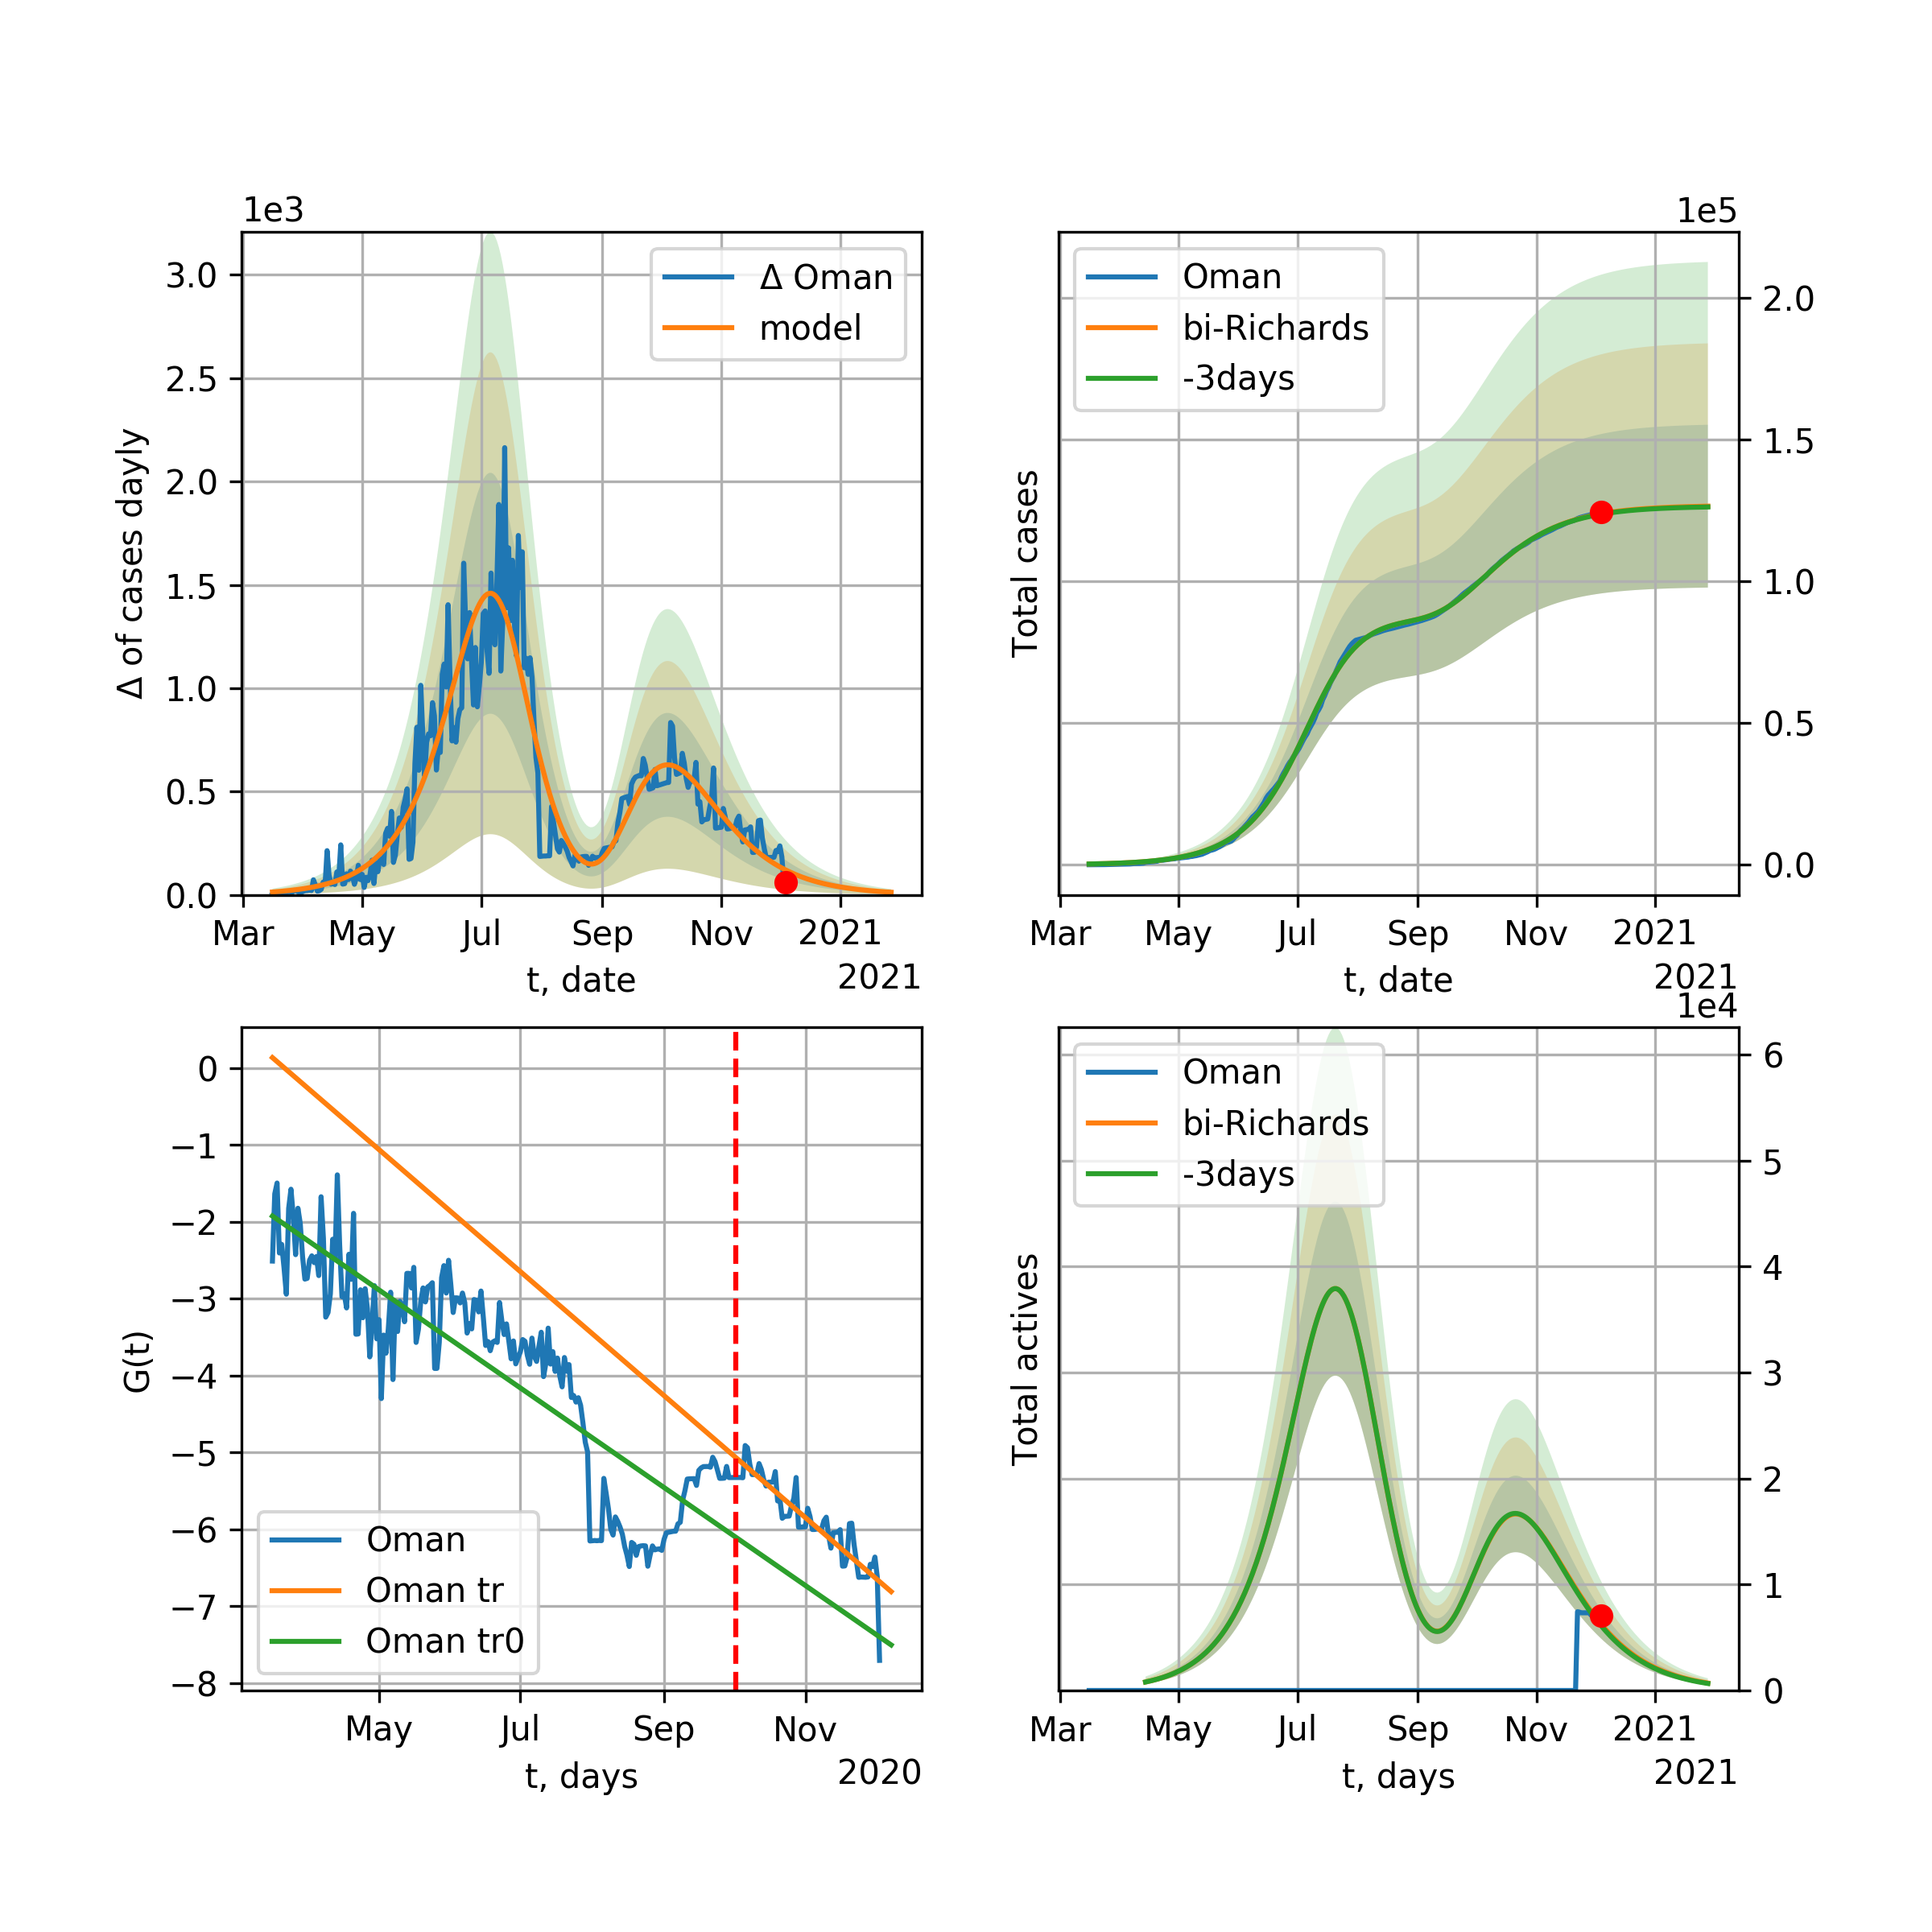 1e3
Δ of cases dayly
3.0
2.5
2.0
1.5
1.0
0.5
0.0
Δ Oman
model
Mar May Jul Sep Nov 2021
t, date
2021
1e5
Total cases
Oman
bi-Richards
-3days
2.0
1.5
1.0
0.5
0.0
Mar May Jul Sep Nov 2021
t, date
2021
G(t)
0
−1
−2
−3
−4
−5
−6
−7
−8
Oman
Oman tr
Oman tr0
May Jul Sep Nov
t, days
2020
1e4
Total actives
Oman
bi-Richards
-3days
6
5
4
3
2
1
0
Mar May Jul Sep Nov 2021
t, days
2021